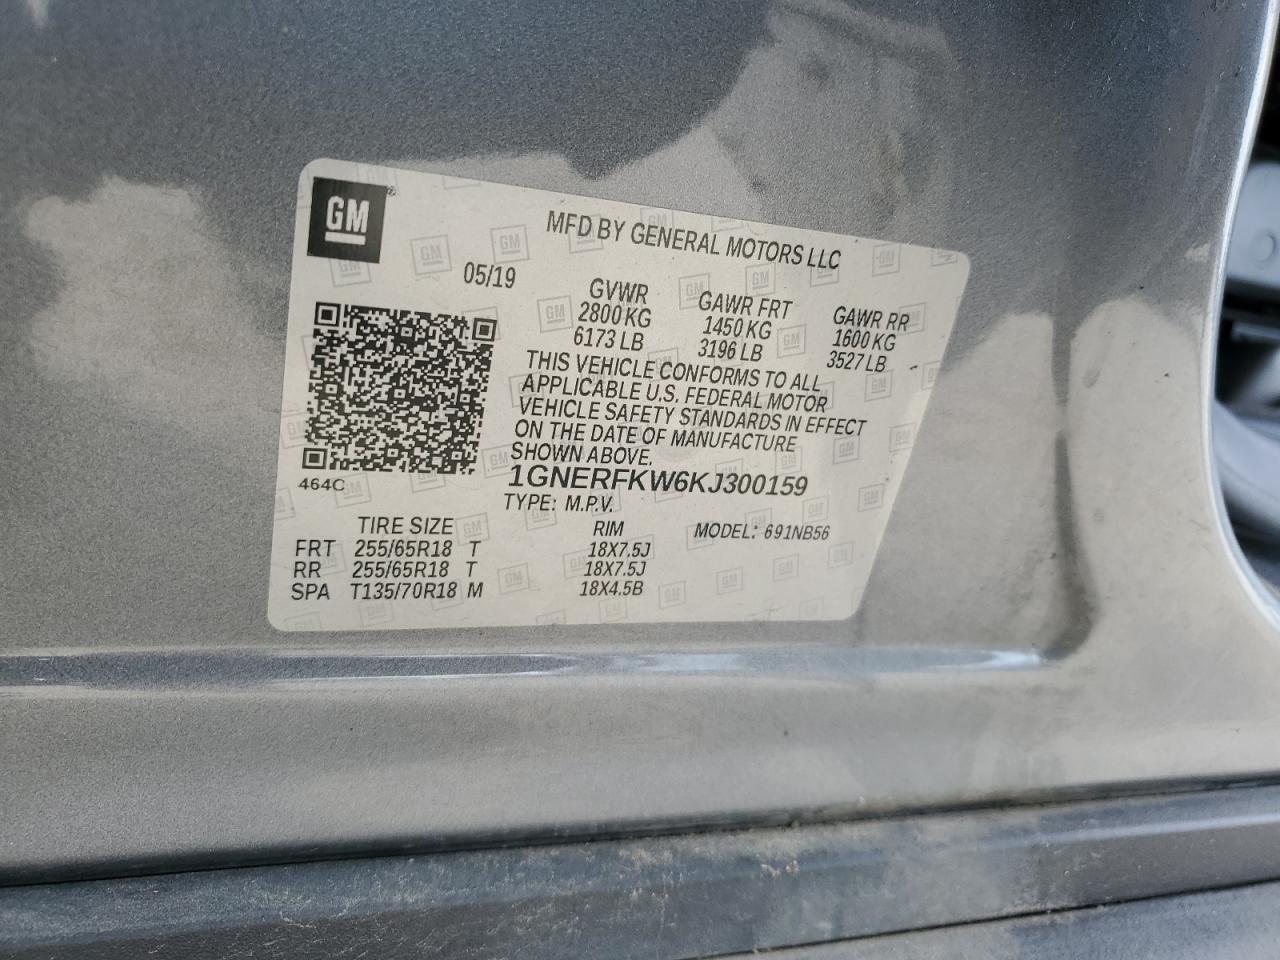 GM
MFD BY GENERAL MOTORS LLC
05/19
GVWR GAWR FRT GAWR RR
2800 KG 1450 KG 1600 KG
6173 LB 3196 LB 3527 LB
THIS VEHICLE CONFORMS TO ALL
APPLICABLE U.S. FEDERAL MOTOR
VEHICLE SAFETY STANDARDS IN EFFECT
ON THE DATE OF MANUFACTURE
SHOWN ABOVE.
464C
1GNERFKW6KJ300159
TYPE: M.P.V.
TIRE SIZE RIM MODEL: 691NB56
FRT 255/65R18 T 18X7.5J
RR 255/65R18 T 18X7.5J
SPA T135/70R18 M 18X4.5B